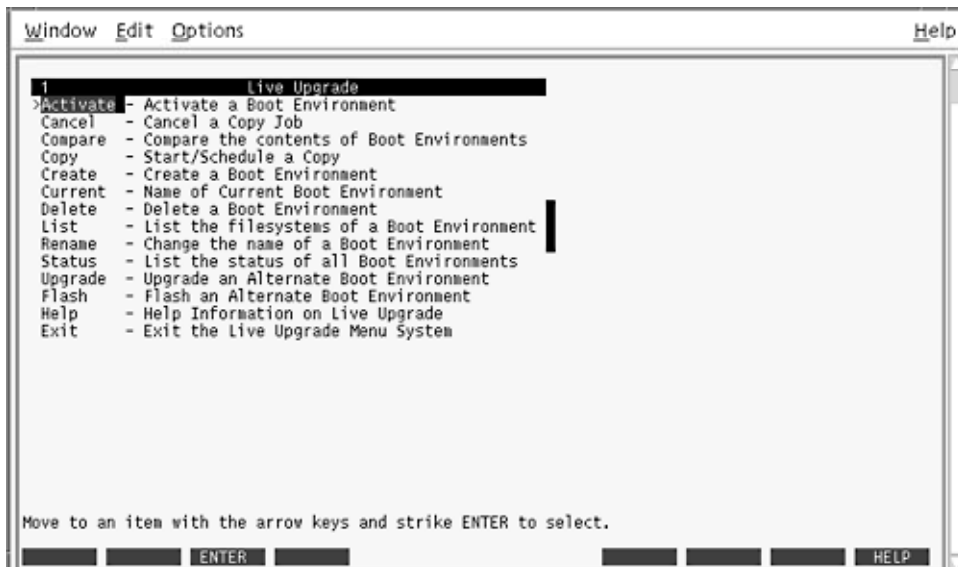 Window Edit Options Help
1 Live Upgrade
>Activate - Activate a Boot Environment
Cancel - Cancel a Copy Job
Compare - Compare the contents of Boot Environments
Copy - Start/Schedule a Copy
Create - Create a Boot Environment
Current - Name of Current Boot Environment
Delete - Delete a Boot Environment
List - List the filesystems of a Boot Environment
Rename - Change the name of a Boot Environment
Status - List the status of all Boot Environments
Upgrade - Upgrade an Alternate Boot Environment
Flash - Flash an Alternate Boot Environment
Help - Help Information on Live Upgrade
Exit - Exit the Live Upgrade Menu System
Move to an item with the arrow keys and strike ENTER to select.
ENTER HELP